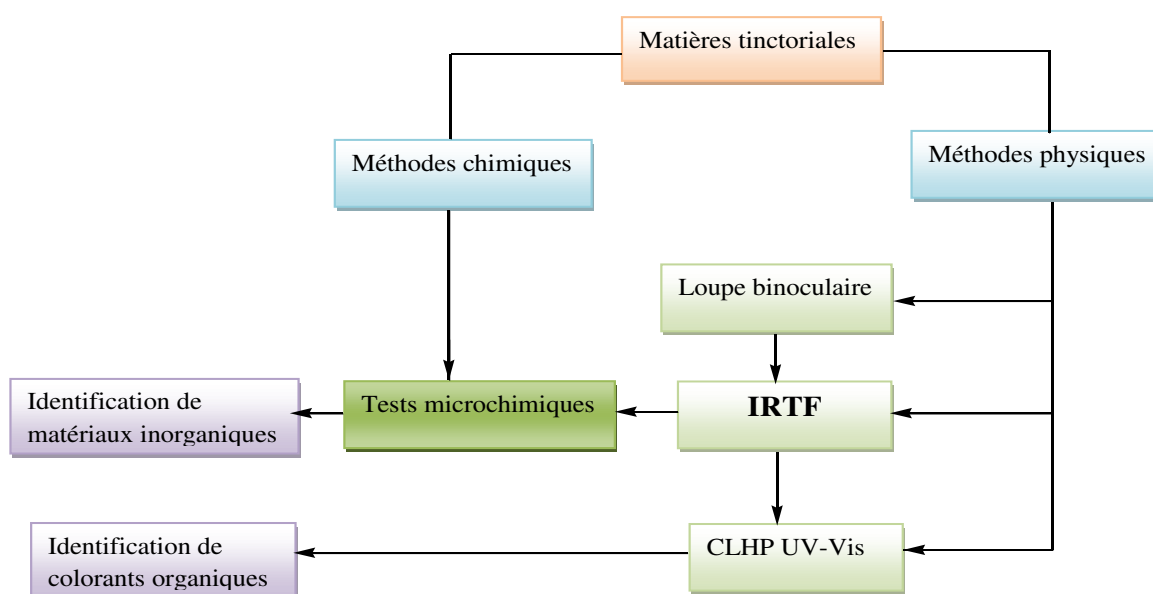 Matières tinctoriales
Méthodes chimiques
Méthodes physiques
Loupe binoculaire
Identification de
matériaux inorganiques
Tests microchimiques
IRTF
Identification de
colorants organiques
CLHP UV-Vis